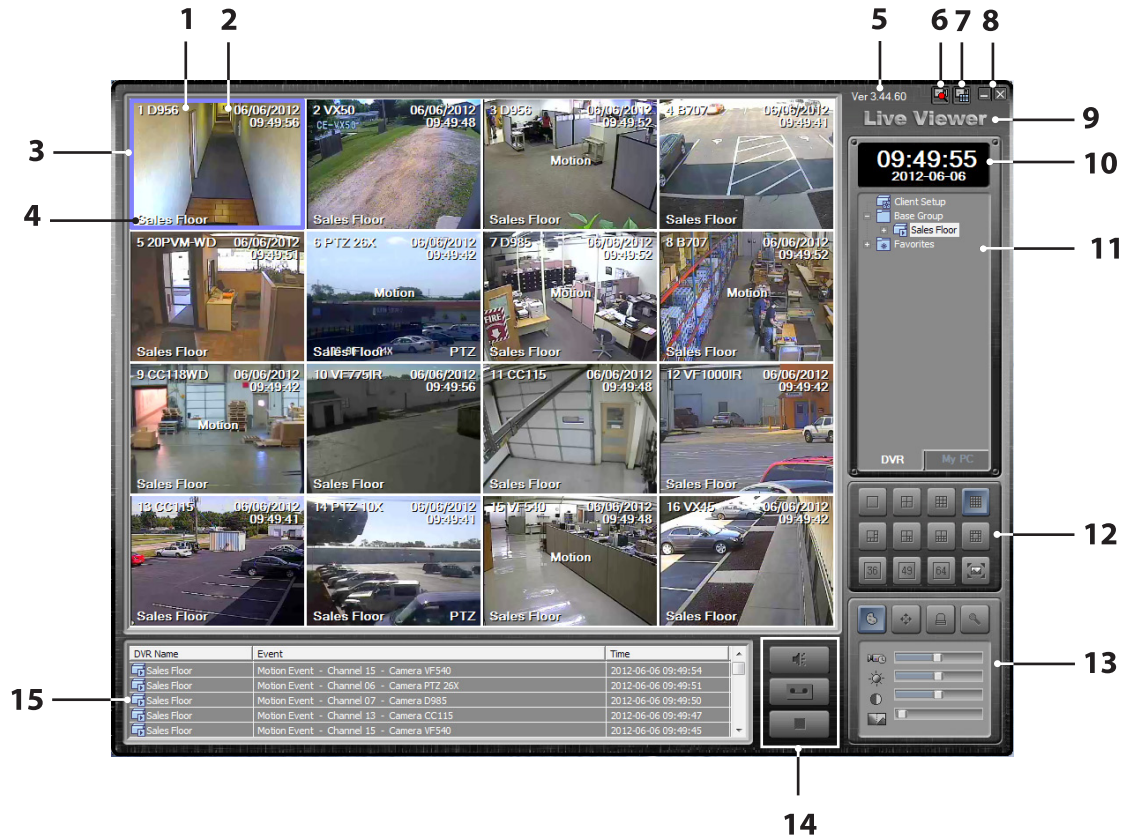 1 2 5 6 7 8
Ver 3.44.60
Live Viewer 9
1 D956 06/06/2012
09:49:56
2 VX50 06/06/2012
09:49:48
CE-VX50
3 D956 06/06/2012
09:49:52
Motion
4 B707 06/06/2012
09:49:41
3
4
Sales Floor
Sales Floor
Sales Floor
Sales Floor
09:49:55
2012-06-06
10
Client Setup
Base Group
Sales Floor
Favorites
11
5 20PVM-WD 06/06/2012
09:49:51
6 PTZ 26X 06/06/2012
09:49:42
Motion
7 D985 06/06/2012
09:49:52
Motion
8 B707 06/06/2012
09:49:52
Motion
FIRE
Sales Floor
Sales Floor PTZ
Sales Floor
Sales Floor
9 CC118WD 06/06/2012
09:49:42
Motion
10 VF775IR 06/06/2012
09:49:56
11 CC115 06/06/2012
09:49:48
12 VF1000IR 06/06/2012
09:49:42
Sales Floor
Sales Floor
Sales Floor
Sales Floor
DVR My PC
13 CC115 06/06/2012
09:49:41
14 PTZ 10X 06/06/2012
09:49:41
15 VF540 06/06/2012
09:49:48
Motion
16 VX45 06/06/2012
09:49:42
Sales Floor
Sales Floor PTZ
Sales Floor
Sales Floor
12
36 49 64
13
DVR Name Event Time
Sales Floor Motion Event - Channel 15 - Camera VF540 2012-06-06 09:49:54
Sales Floor Motion Event - Channel 06 - Camera PTZ 26X 2012-06-06 09:49:51
Sales Floor Motion Event - Channel 07 - Camera D985 2012-06-06 09:49:50
Sales Floor Motion Event - Channel 13 - Camera CC115 2012-06-06 09:49:47
Sales Floor Motion Event - Channel 15 - Camera VF540 2012-06-06 09:49:45
15
14